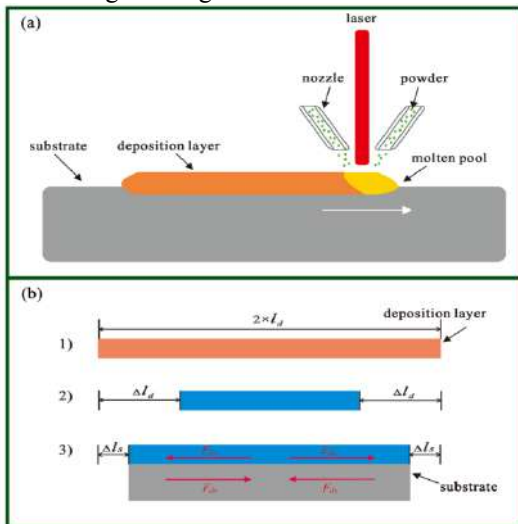 (a)
laser
nozzle
powder
substrate
deposition layer
molten pool
(b)
2×l_d
deposition layer
1)
2)
Δl_d
Δl_d
3)
Δl_s
Δl_s
substrate